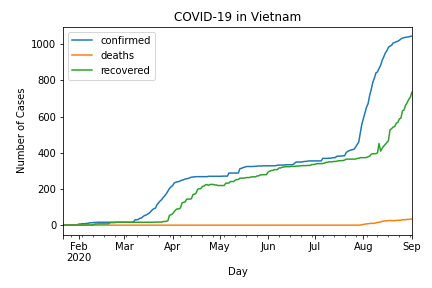 COVID-19 in Vietnam
confirmed
deaths
recovered
Number of Cases
1000
800
600
400
200
0
Feb Mar Apr May Jun Jul Aug Sep
2020
Day